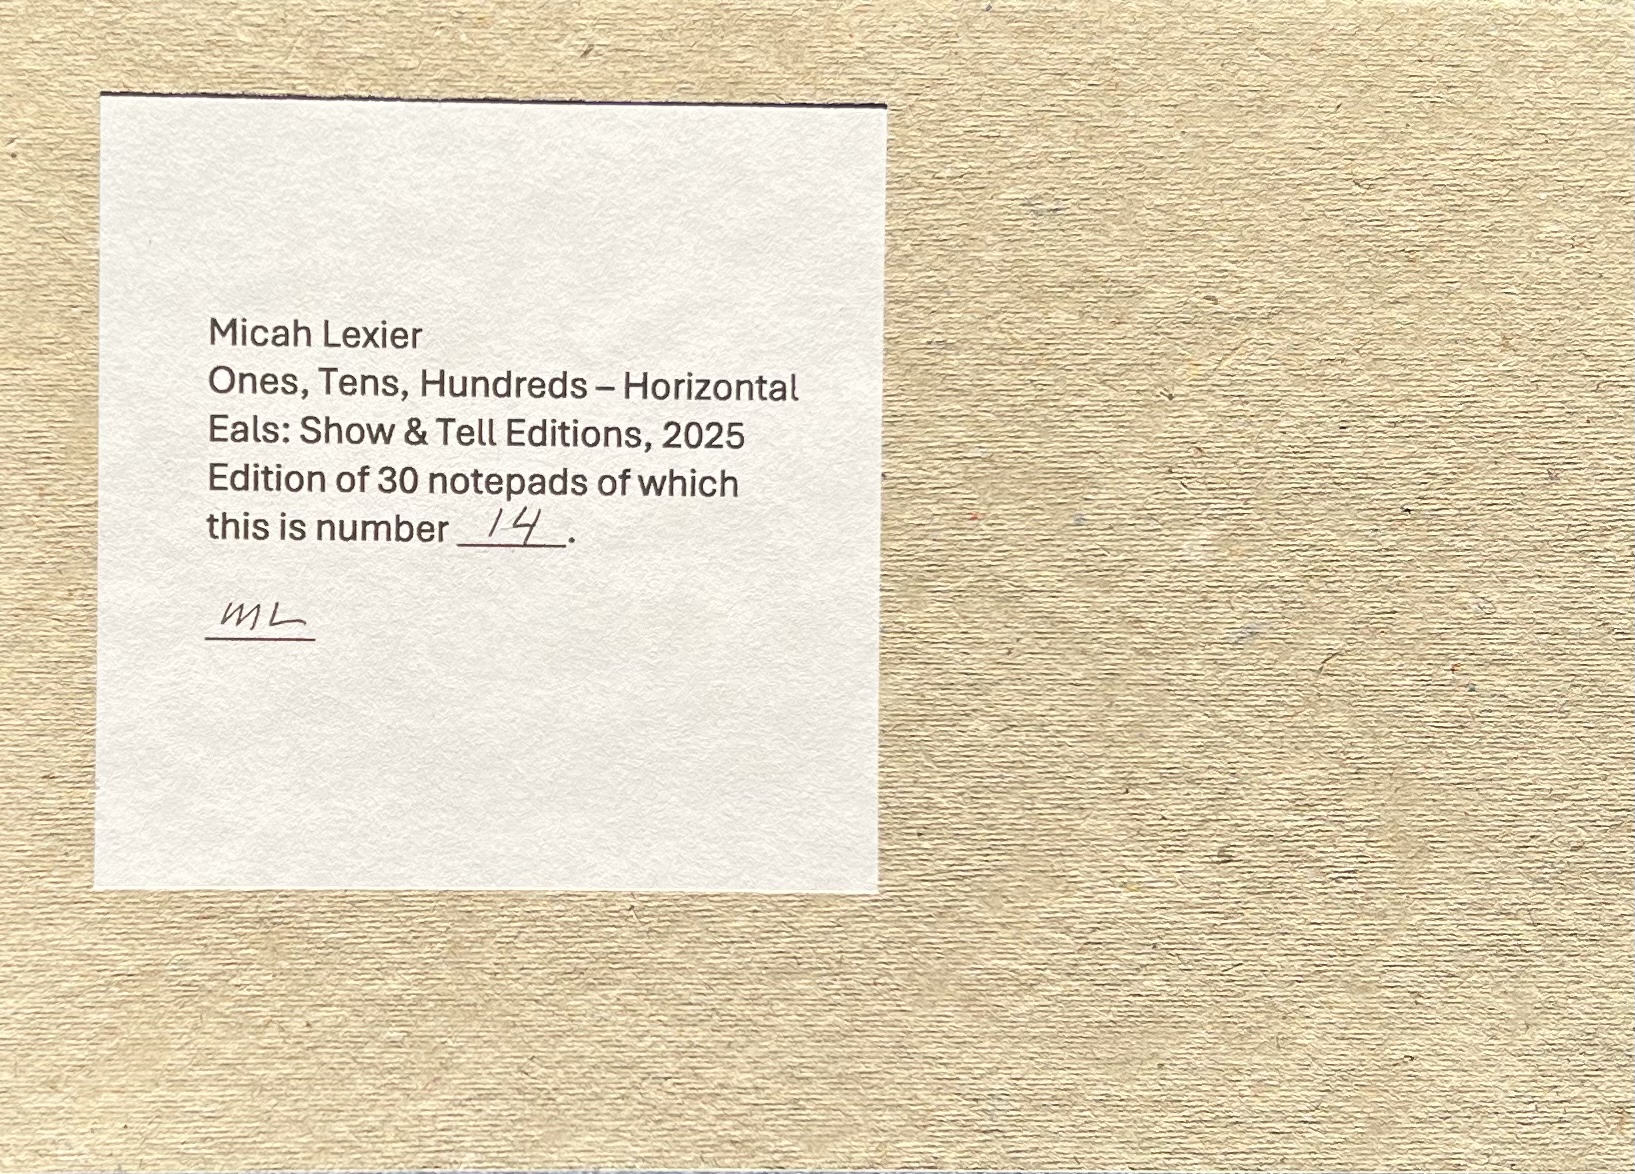 Micah Lexier
Ones, Tens, Hundreds – Horizontal
Eals: Show & Tell Editions, 2025
Edition of 30 notepads of which
this is number 14.
ML